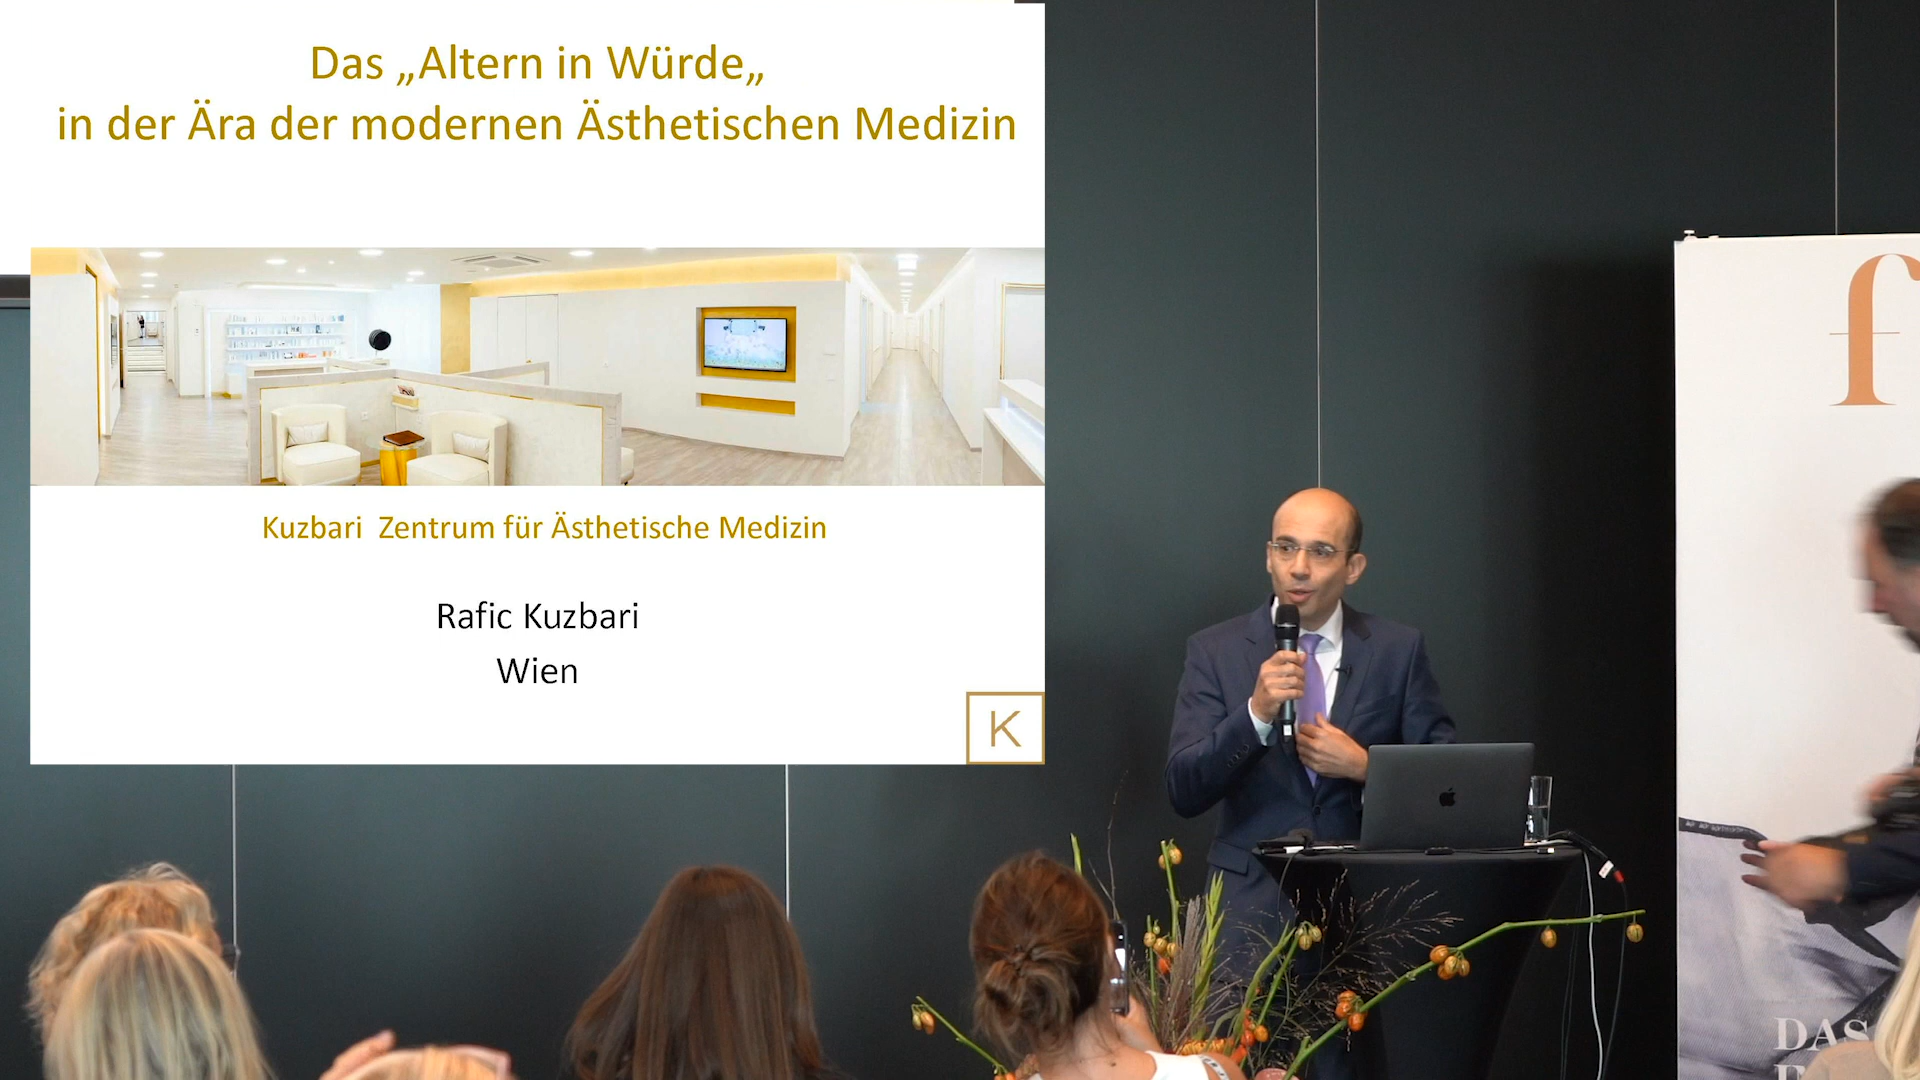 Das „Altern in Würde„
in der Ära der modernen Ästhetischen Medizin
Kuzbari Zentrum für Ästhetische Medizin
Rafic Kuzbari
Wien
K
f
DAS